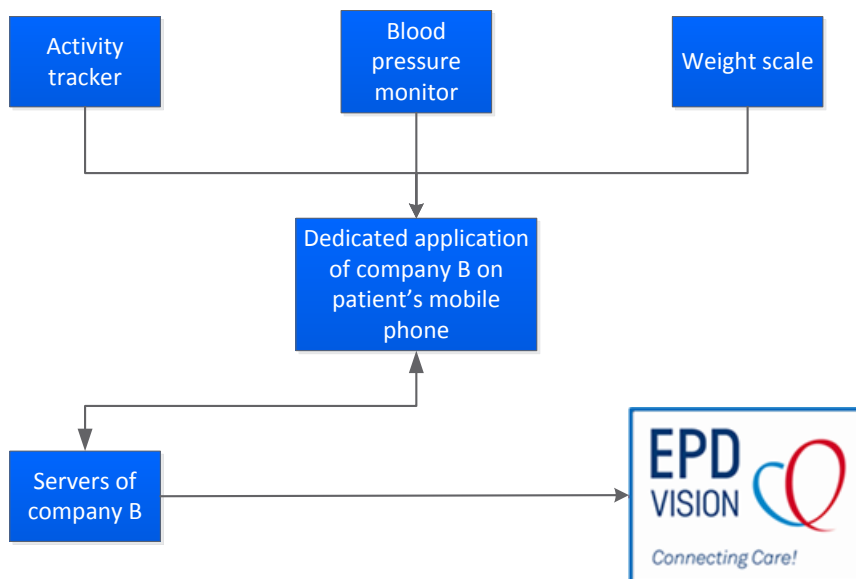 Activity
tracker
Blood
pressure
monitor
Weight scale
Dedicated application
of company B on
patient's mobile
phone
Servers of
company B
EPD
VISION
Connecting Care!